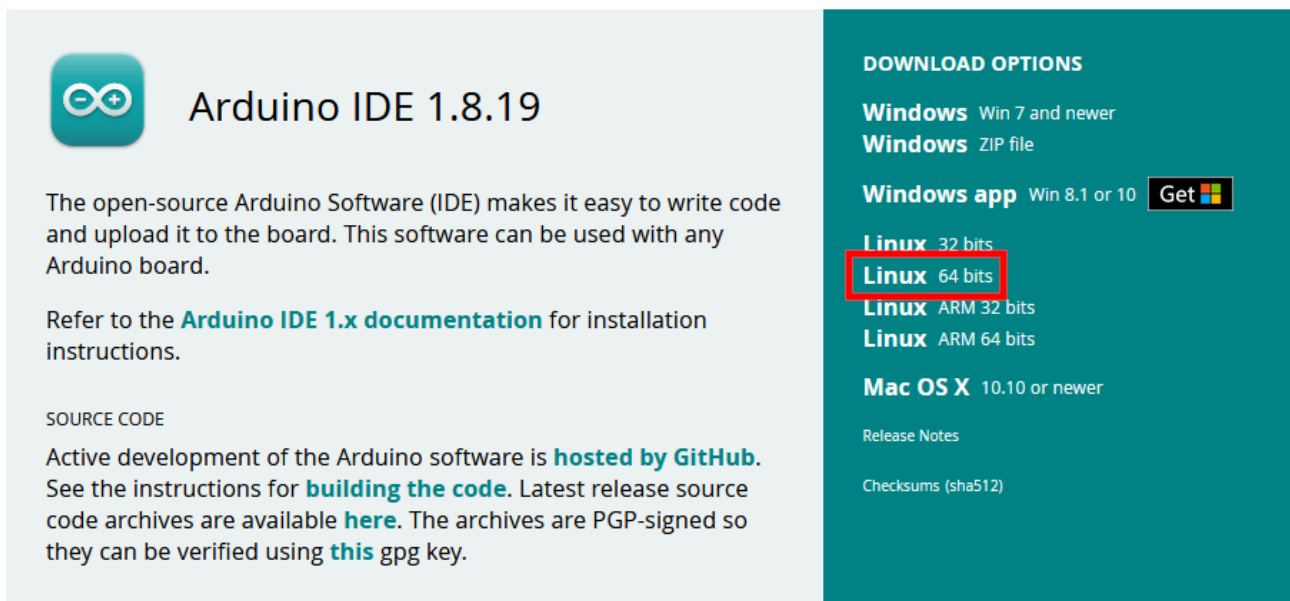 Arduino IDE 1.8.19
The open-source Arduino Software (IDE) makes it easy to write code
and upload it to the board. This software can be used with any
Arduino board.
Refer to the Arduino IDE 1.x documentation for installation
instructions.
SOURCE CODE
Active development of the Arduino software is hosted by GitHub.
See the instructions for building the code. Latest release source
code archives are available here. The archives are PGP-signed so
they can be verified using this gpg key.
DOWNLOAD OPTIONS
Windows Win 7 and newer
Windows ZIP file
Windows app Win 8.1 or 10 Get
Linux 32 bits
Linux 64 bits
Linux ARM 32 bits
Linux ARM 64 bits
Mac OS X 10.10 or newer
Release Notes
Checksums (sha512)